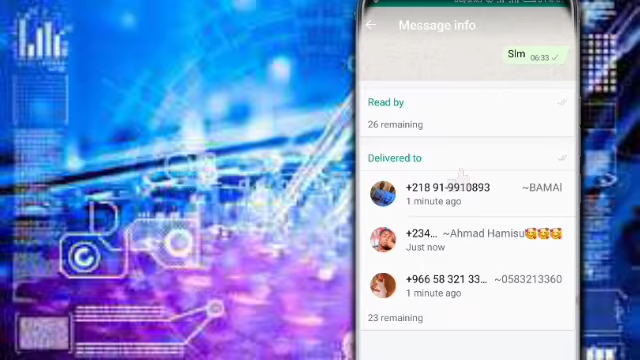 Message info
Slm 06:33
Read by
26 remaining
Delivered to
+218 91-9910893 ~BAMAI
1 minute ago
+234... ~Ahmad Hamisu🥰🥰🥰
Just now
+966 58 321 33... ~0583213360
1 minute ago
23 remaining